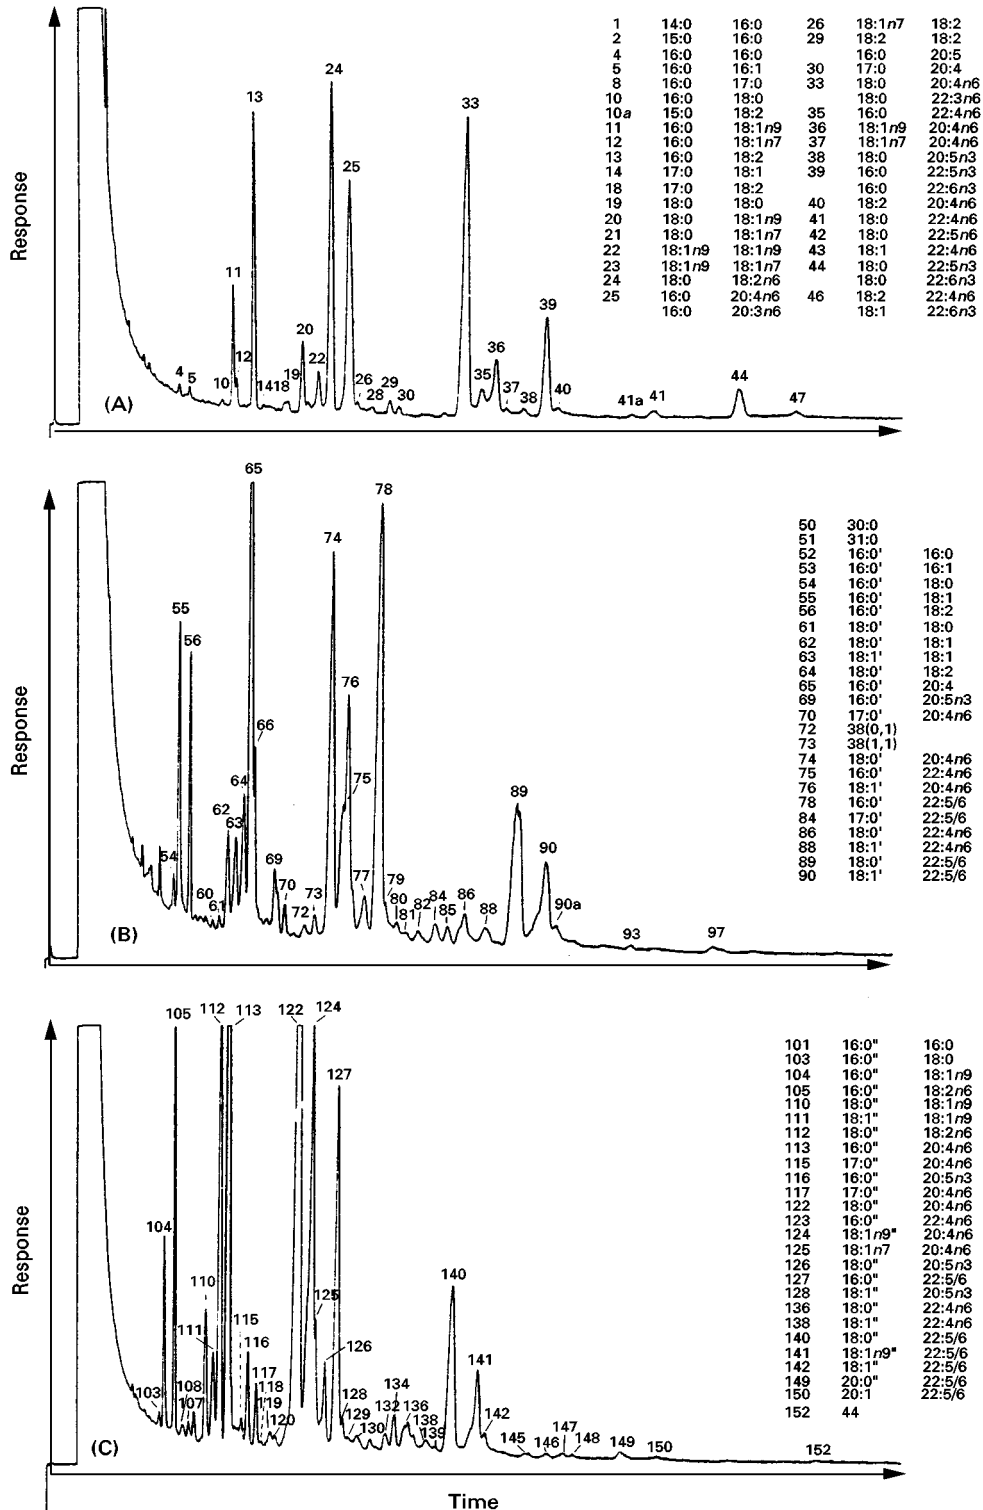 1 14:0 16:0 26 18:1n7 18:2
2 15:0 16:0 29 18:2 18:2
4 16:0 16:0 16:0 20:5
5 16:0 16:1 30 17:0 20:4
8 16:0 17:0 33 18:0 20:4n6
10 16:0 18:0 18:0 22:3n6
10a 15:0 18:2 35 16:0 22:4n6
11 16:0 18:1n9 36 18:1n9 20:4n6
12 16:0 18:1n7 37 18:1n7 20:4n6
13 16:0 18:2 38 18:0 20:5n3
14 17:0 18:1 39 16:0 22:5n3
18 17:0 18:2 16:0 22:6n3
19 18:0 18:0 40 18:2 20:4n6
20 18:0 18:1n9 41 18:0 22:4n6
21 18:0 18:1n7 42 18:0 22:5n6
22 18:1n9 18:1n9 43 18:1 22:4n6
23 18:1n9 18:1n7 44 18:0 22:5n3
24 18:0 18:2n6 18:0 22:6n3
25 16:0 20:4n6 46 18:2 22:4n6
16:0 20:3n6 18:1 22:6n3
Response
4 5 10 11 12 13 14 18 19 20 22 24 25 26 28 29 30 33 35 36 37 38 39 40 41a 41 44 47
(A)
50 30:0
51 31:0
52 16:0' 16:0
53 16:0' 16:1
54 16:0' 18:0
55 16:0' 18:1
56 16:0' 18:2
61 18:0' 18:0
62 18:0' 18:1
63 18:1' 18:1
64 18:0' 18:2
65 16:0' 20:4
69 16:0' 20:5n3
70 17:0' 20:4n6
72 38(0,1)
73 38(1,1)
74 18:0' 20:4n6
75 16:0' 22:4n6
76 18:1' 20:4n6
78 16:0' 22:5/6
84 17:0' 22:5/6
86 18:0' 22:4n6
88 18:1' 22:4n6
89 18:0' 22:5/6
90 18:1' 22:5/6
Response
54 55 56 60 61 62 63 64 65 66 69 70 72 73 74 75 76 77 78 79 80 81 82 84 85 86 88 89 90 90a 93 97
(B)
101 16:0" 16:0
103 16:0" 18:0
104 16:0" 18:1n9
105 16:0" 18:2n6
110 18:0" 18:1n9
111 18:1" 18:1n9
112 18:0" 18:2n6
113 16:0" 20:4n6
115 17:0" 20:4n6
116 16:0" 20:5n3
117 17:0" 20:4n6
122 18:0" 20:4n6
123 16:0" 22:4n6
124 18:1n9" 20:4n6
125 18:1n7 20:4n6
126 18:0" 20:5n3
127 16:0" 22:5/6
128 18:1" 20:5n3
136 18:0" 22:4n6
138 18:1" 22:4n6
140 18:0" 22:5/6
141 18:1n9" 22:5/6
142 18:1" 22:5/6
149 20:0" 22:5/6
150 20:1 22:5/6
152 44
Response
103 104 105 107 108 110 111 112 113 115 116 117 118 119 120 122 124 125 126 127 128 129 130 132 134 136 138 139 140 141 142 145 146 147 148 149 150 152
(C)
Time